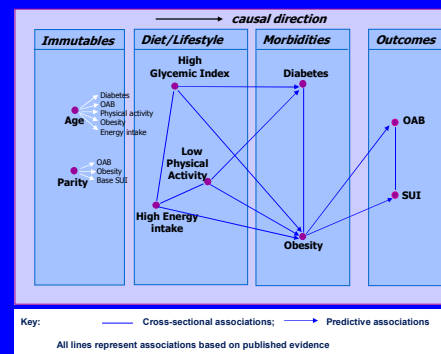 causal direction
Immutables
Diet/Lifestyle
Morbidities
Outcomes
High
Glycemic Index
Diabetes
Diabetes
OAB
Physical activity
Obesity
Energy intake
Age
OAB
Low
Physical
Activity
OAB
Obesity
Base SUI
Parity
SUI
High Energy
intake
Obesity
Key:
Cross-sectional associations;
Predictive associations
All lines represent associations based on published evidence